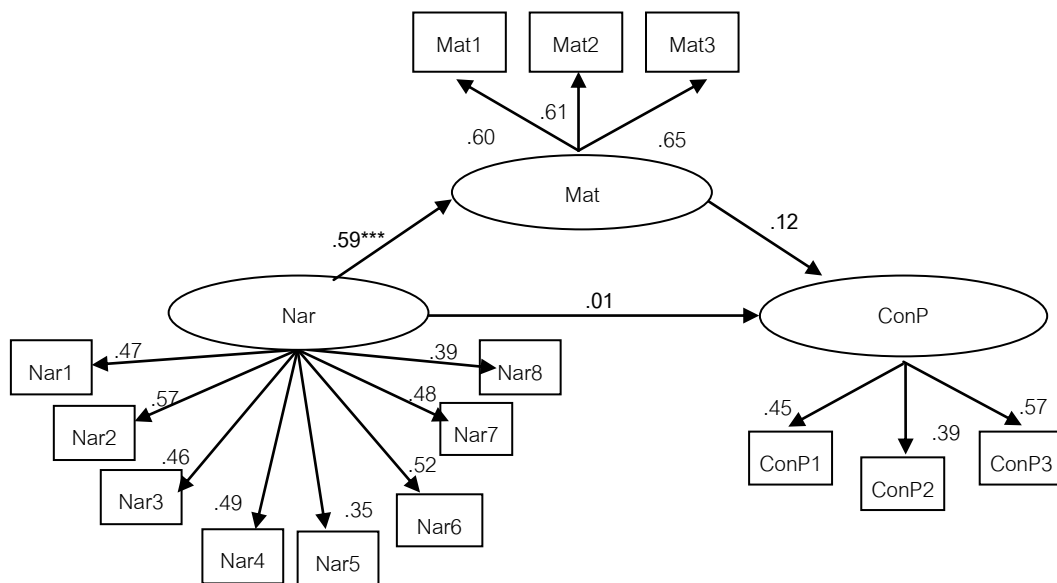 Mat1
Mat2
Mat3
.60
.61
.65
Mat
.59***
.12
Nar
.01
ConP
Nar1
.47
.39
Nar8
Nar2
.57
.48
Nar7
Nar3
.46
.52
Nar6
.49
Nar4
.35
Nar5
.45
ConP1
.39
ConP2
.57
ConP3